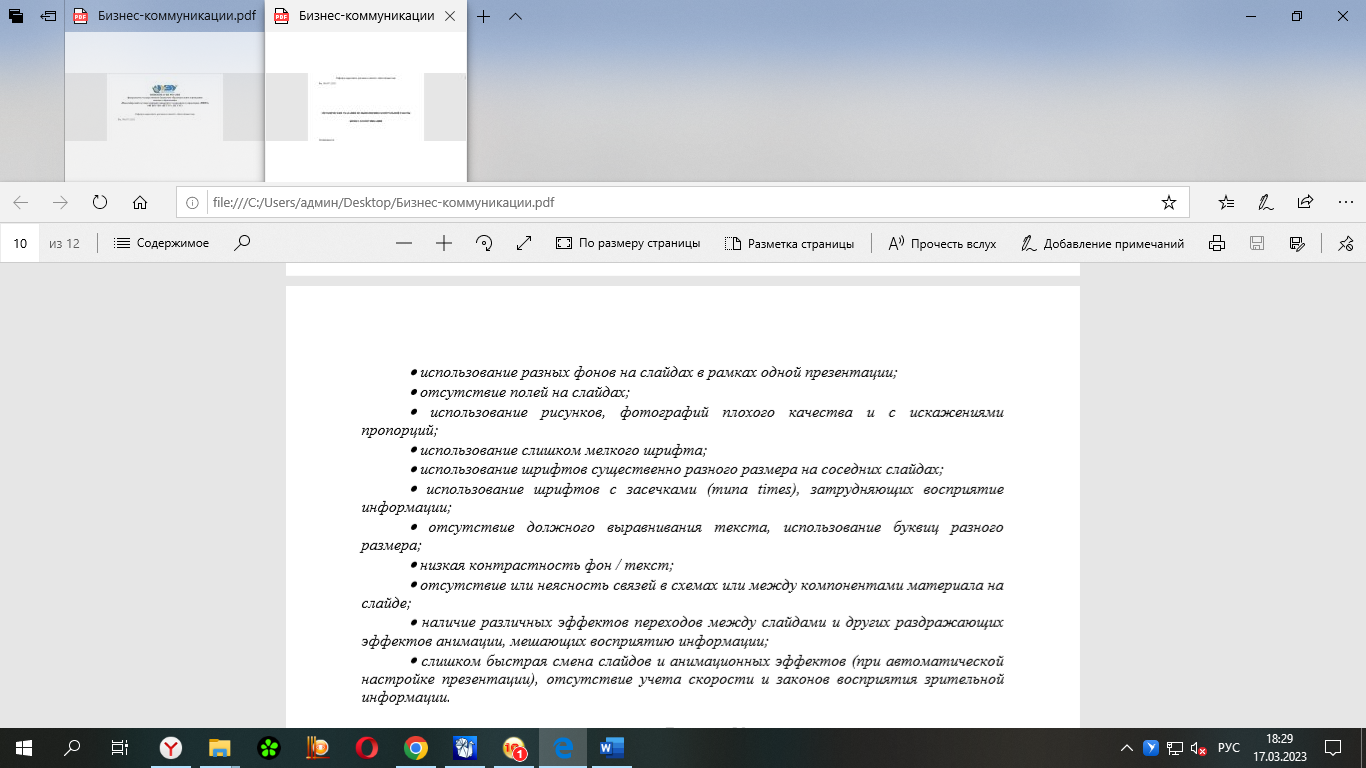 Бизнес-коммуникации.pdf
Бизнес-коммуникации
file:///C:/Users/админ/Desktop/Бизнес-коммуникации.pdf
10 из 12
Содержимое
По размеру страницы
Разметка страницы
Прочесть вслух
Добавление примечаний
• использование разных фонов на слайдах в рамках одной презентации;
• отсутствие полей на слайдах;
• использование рисунков, фотографий плохого качества и с искажениями
пропорций;
• использование слишком мелкого шрифта;
• использование шрифтов существенно разного размера на соседних слайдах;
• использование шрифтов с засечками (типа times), затрудняющих восприятие
информации;
• отсутствие должного выравнивания текста, использование буквиц разного
размера;
• низкая контрастность фон / текст;
• отсутствие или неясность связей в схемах или между компонентами материала на
слайде;
• наличие различных эффектов переходов между слайдами и других раздражающих
эффектов анимации, мешающих восприятию информации;
• слишком быстрая смена слайдов и анимационных эффектов (при автоматической
настройке презентации), отсутствие учета скорости и законов восприятия зрительной
информации.
РУС
18:29
17.03.2023